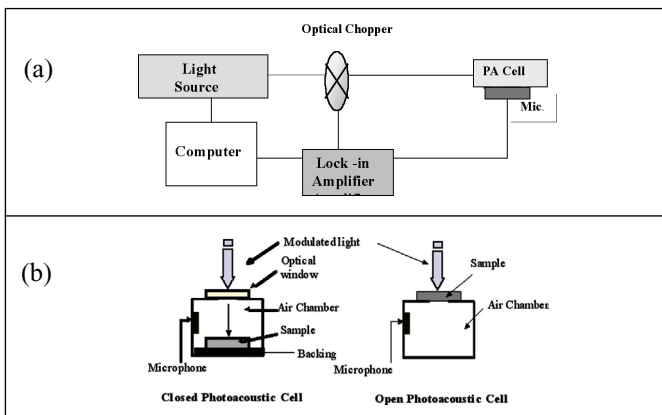 (a)
Optical Chopper
Light
Source
PA Cell
Mic.
Computer
Lock -in
Amplifier
(b)
Modulated light
Optical
window
Air Chamber
Sample
Backing
Microphone
Closed Photoacoustic Cell
Sample
Air Chamber
Microphone
Open Photoacoustic Cell